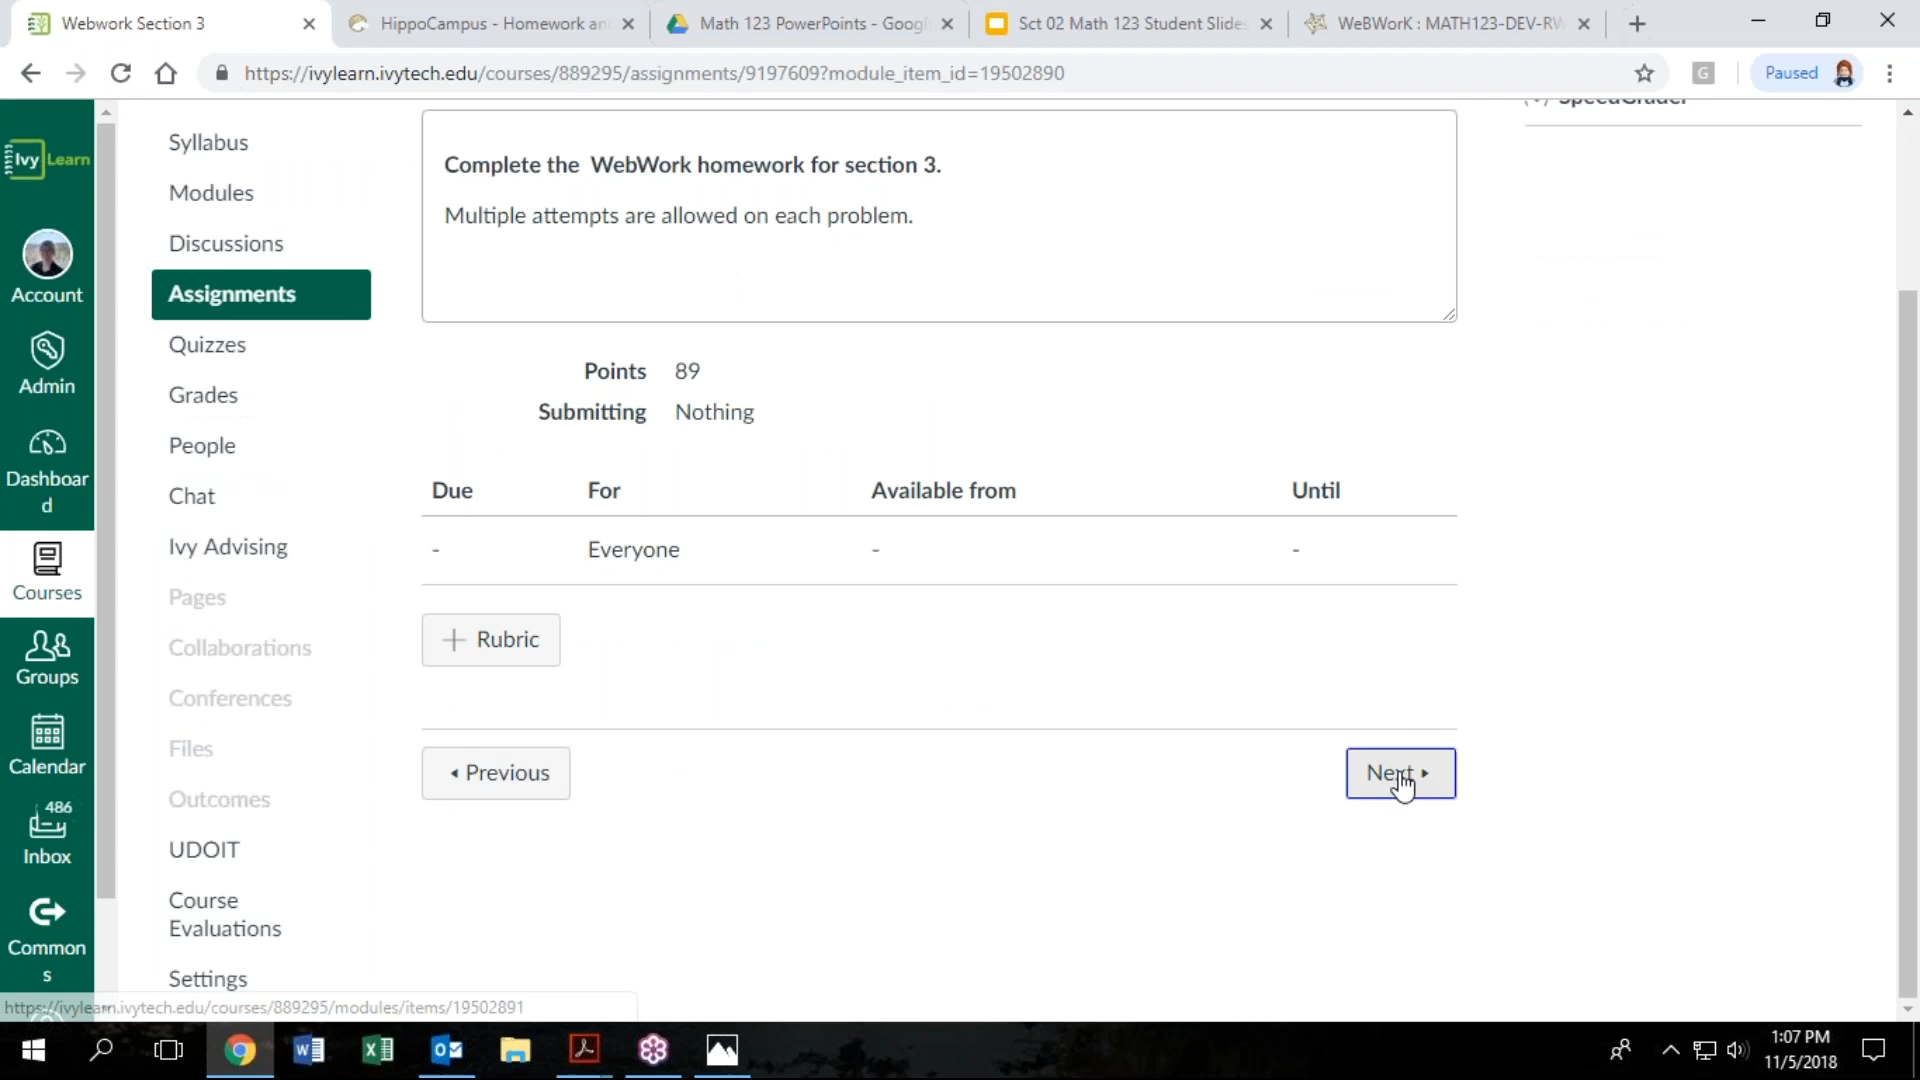 Webwork Section 3
HippoCampus - Homework an
Math 123 PowerPoints - Googl
Sct 02 Math 123 Student Slides
WeBWorK : MATH123-DEV-RW
https://ivylearn.ivytech.edu/courses/889295/assignments/9197609?module_item_id=19502890
G
Paused
SpeedGrader
Ivy Learn
Account
Admin
Dashboar
d
Courses
Groups
Calendar
486
Inbox
Common
s
Syllabus
Modules
Discussions
Assignments
Quizzes
Grades
People
Chat
Ivy Advising
Pages
Collaborations
Conferences
Files
Outcomes
UDOIT
Course
Evaluations
Settings
Complete the WebWork homework for section 3.
Multiple attempts are allowed on each problem.
Points 89
Submitting Nothing
Due For Available from Until
- Everyone - -
+ Rubric
◂ Previous
Next ▸
https://ivylearn.ivytech.edu/courses/889295/modules/items/19502891
1:07 PM
11/5/2018